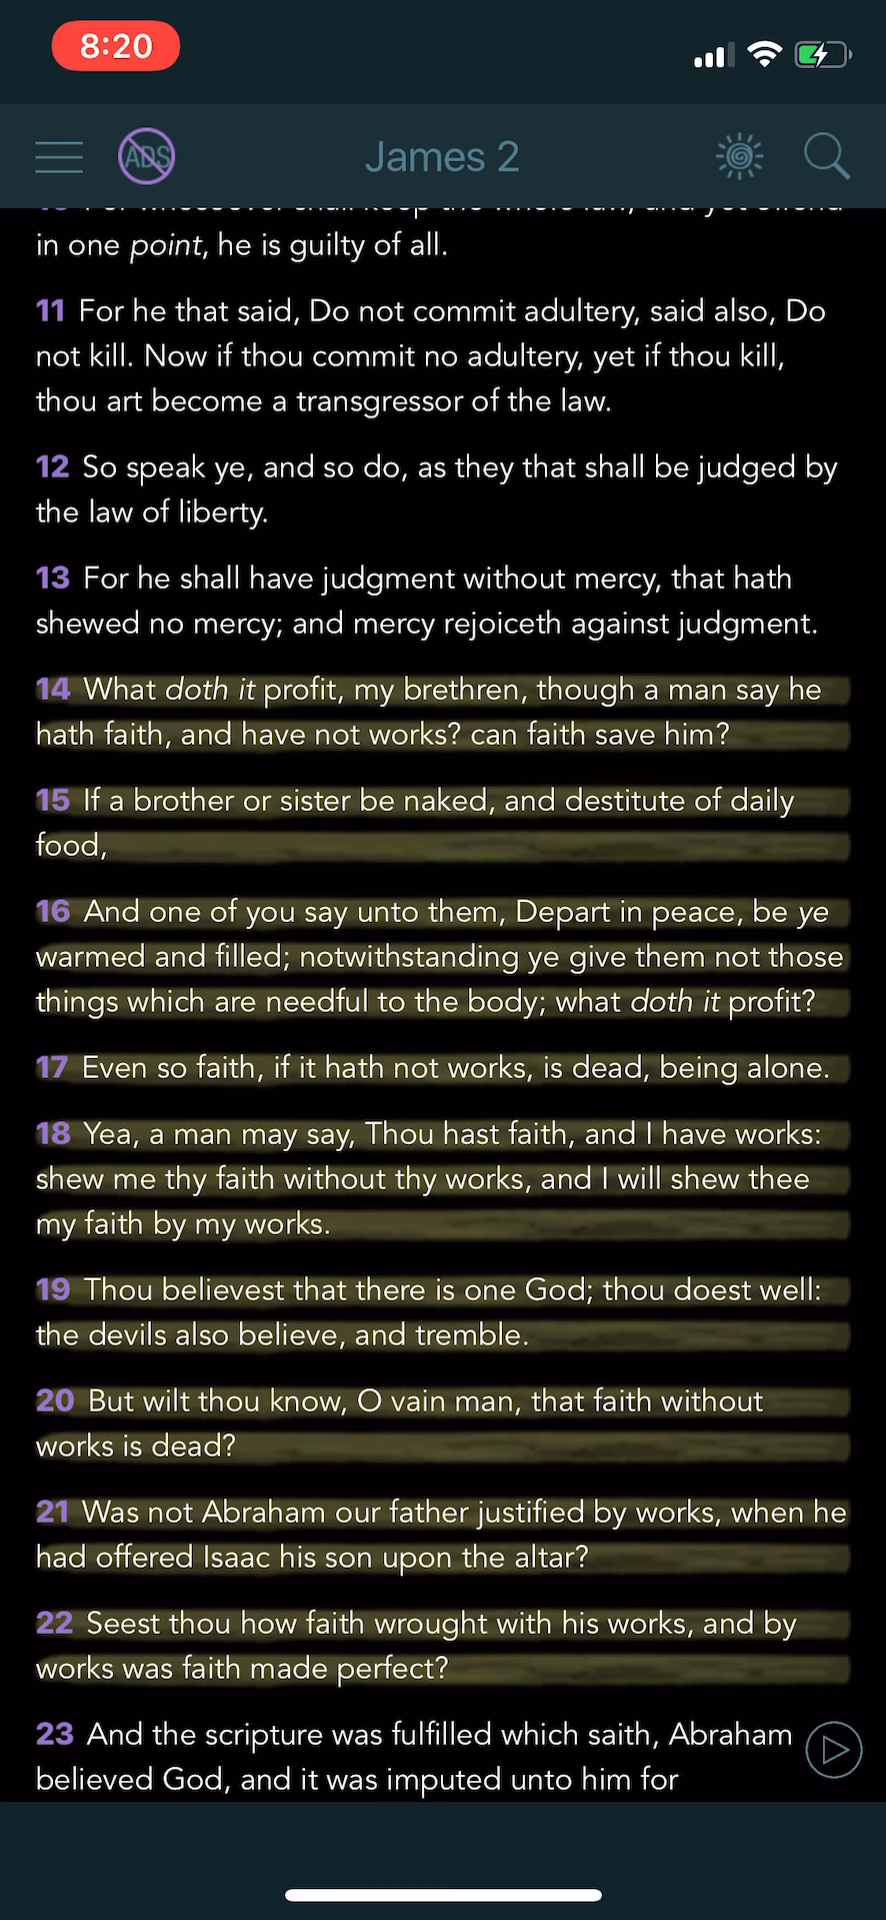 8:20
ADS
James 2
in one point, he is guilty of all.
11 For he that said, Do not commit adultery, said also, Do
not kill. Now if thou commit no adultery, yet if thou kill,
thou art become a transgressor of the law.
12 So speak ye, and so do, as they that shall be judged by
the law of liberty.
13 For he shall have judgment without mercy, that hath
shewed no mercy; and mercy rejoiceth against judgment.
14 What doth it profit, my brethren, though a man say he
hath faith, and have not works? can faith save him?
15 If a brother or sister be naked, and destitute of daily
food,
16 And one of you say unto them, Depart in peace, be ye
warmed and filled; notwithstanding ye give them not those
things which are needful to the body; what doth it profit?
17 Even so faith, if it hath not works, is dead, being alone.
18 Yea, a man may say, Thou hast faith, and I have works:
shew me thy faith without thy works, and I will shew thee
my faith by my works.
19 Thou believest that there is one God; thou doest well:
the devils also believe, and tremble.
20 But wilt thou know, O vain man, that faith without
works is dead?
21 Was not Abraham our father justified by works, when he
had offered Isaac his son upon the altar?
22 Seest thou how faith wrought with his works, and by
works was faith made perfect?
23 And the scripture was fulfilled which saith, Abraham
believed God, and it was imputed unto him for